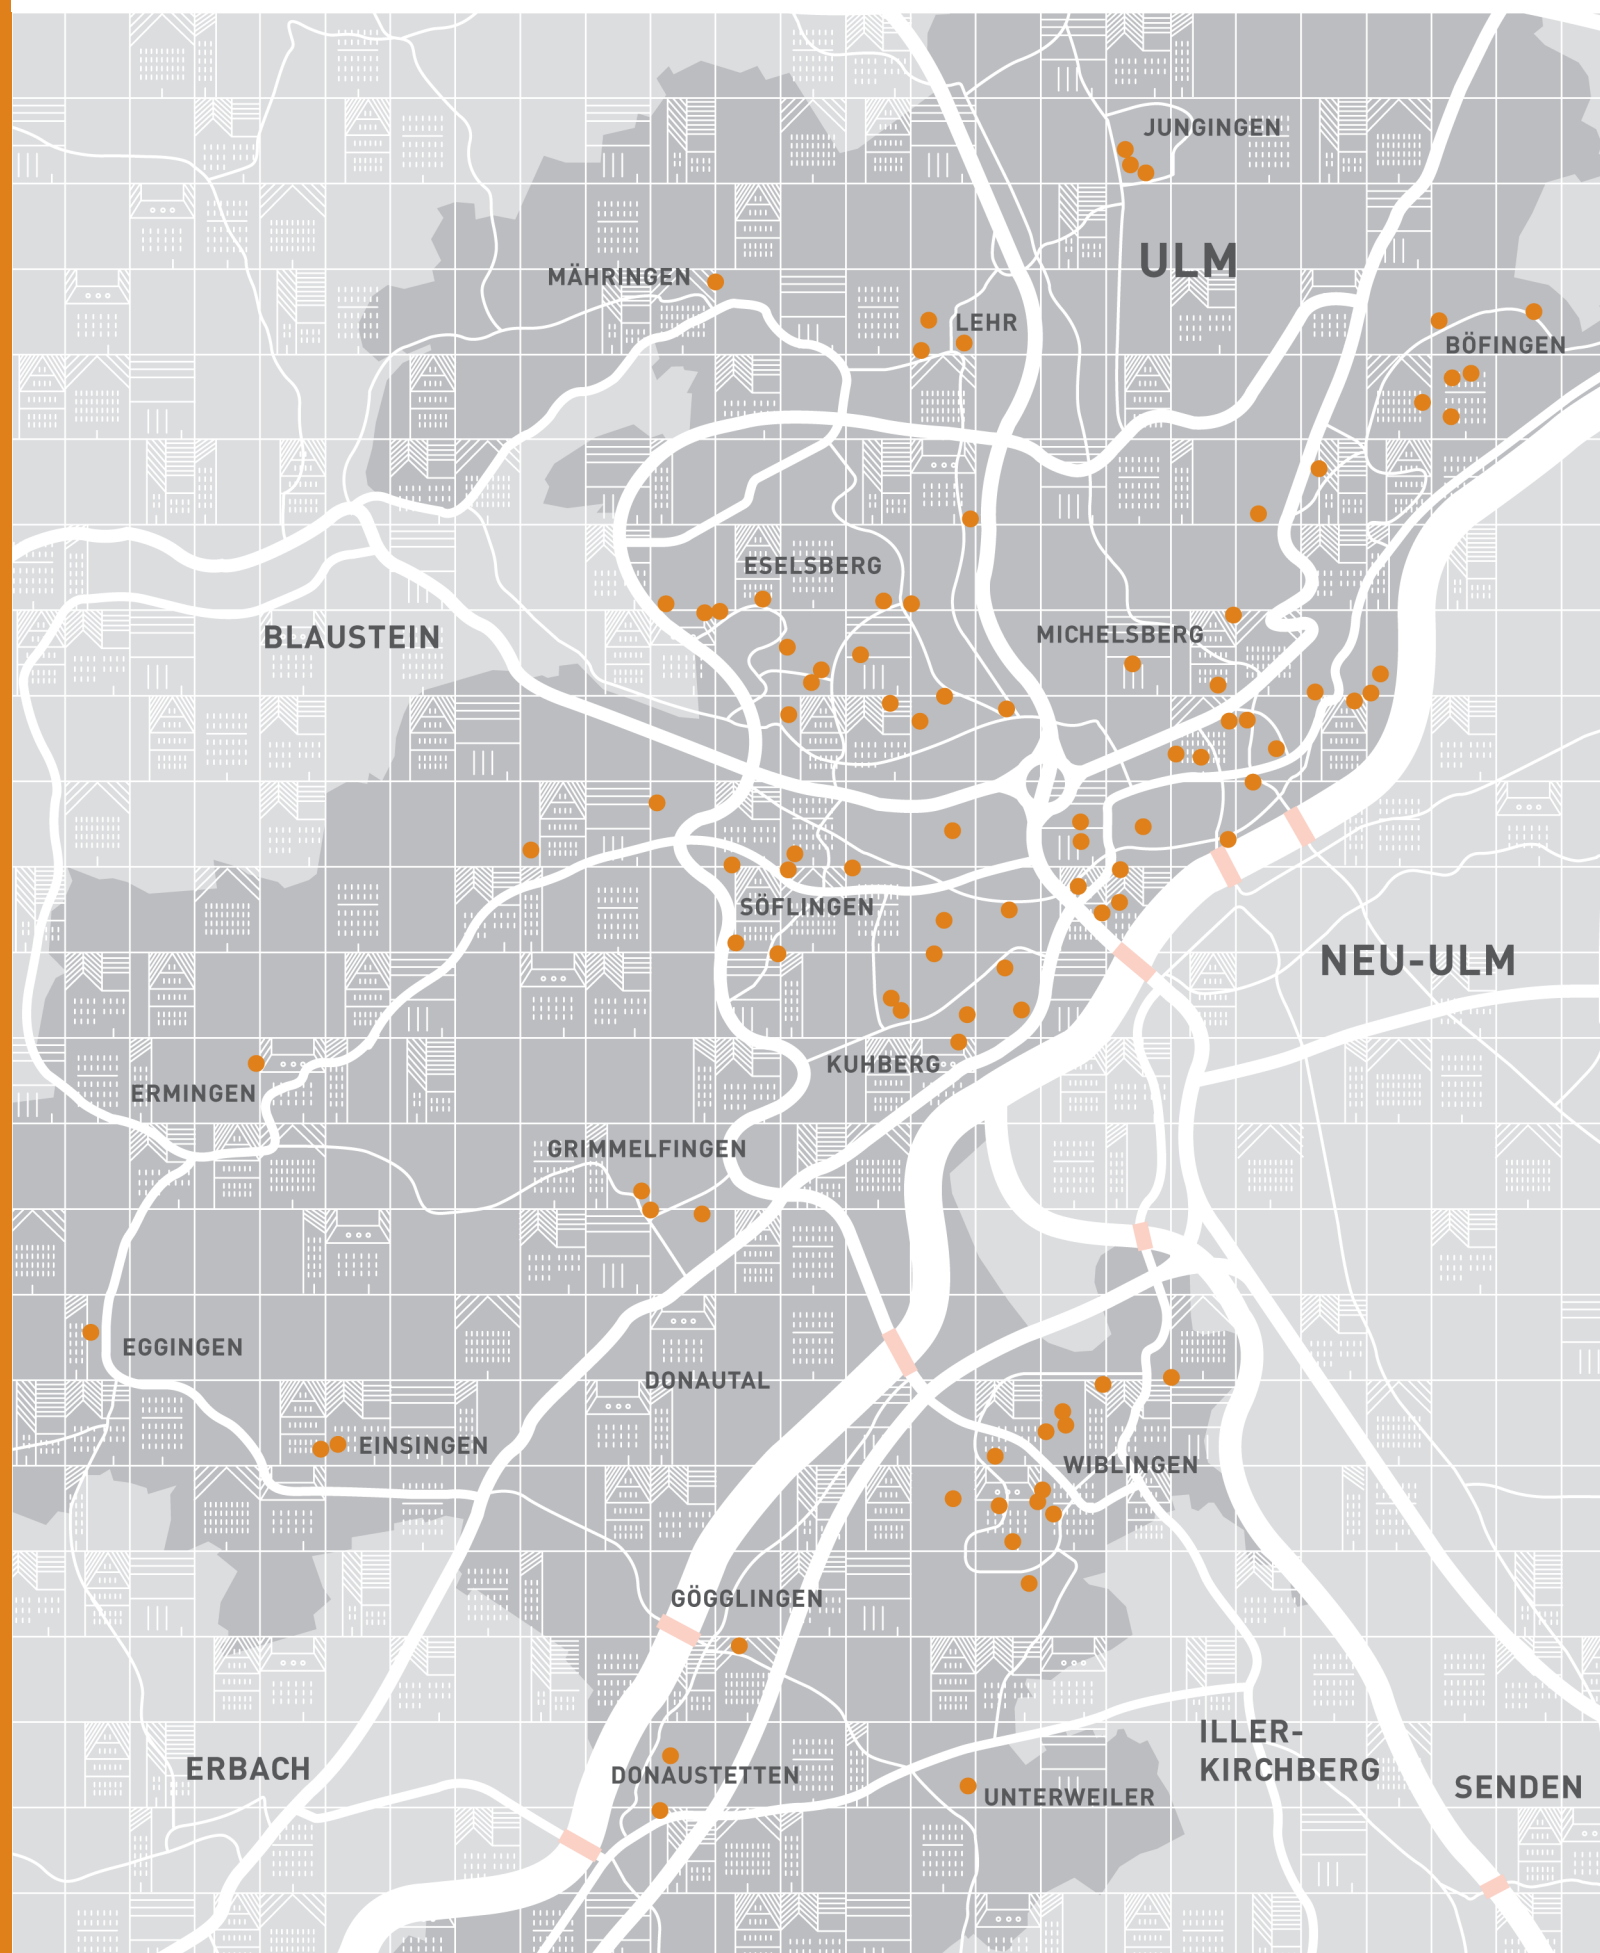 JUNGINGEN
ULM
MÄHRINGEN
LEHR
BÖFINGEN
ESELSBERG
BLAUSTEIN
MICHELSBERG
SÖFLINGEN
NEU-ULM
KUHBERG
ERMINGEN
GRIMMELFINGEN
EGGINGEN
DONAUTAL
EINSINGEN
WIBLINGEN
GÖGGLINGEN
ILLER-
KIRCHBERG
ERBACH
DONAUSTETTEN
SENDEN
UNTERWEILER